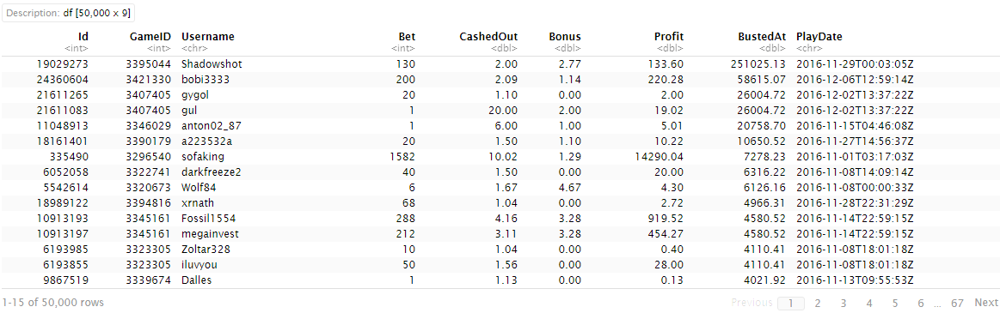 Description: df [50,000 x 9]
Id GameID Username Bet CashedOut Bonus Profit BustedAt PlayDate
<int> <int> <chr> <int> <dbl> <dbl> <dbl> <dbl> <chr>
19029273 3395044 Shadowshot 130 2.00 2.77 133.60 251025.13 2016-11-29T00:03:05Z
24360604 3421330 bobi3333 200 2.09 1.14 220.28 58615.07 2016-12-06T12:59:14Z
21611265 3407405 gygol 20 1.10 0.00 2.00 26004.72 2016-12-02T13:37:22Z
21611083 3407405 gul 1 20.00 2.00 19.02 26004.72 2016-12-02T13:37:22Z
11048913 3346029 anton02_87 1 6.00 1.00 5.01 20758.70 2016-11-15T04:46:08Z
18161401 3390179 a223532a 20 1.50 1.10 10.22 10650.52 2016-11-27T14:56:37Z
335490 3296540 sofaking 1582 10.02 1.29 14290.04 7278.23 2016-11-01T03:17:03Z
6052058 3322741 darkfreeze2 40 1.50 0.00 20.00 6316.22 2016-11-08T14:09:14Z
5542614 3320673 Wolf84 6 1.67 4.67 4.30 6126.16 2016-11-08T00:00:33Z
18989122 3394816 xrnath 68 1.04 0.00 2.72 4966.31 2016-11-28T22:31:29Z
10913193 3345161 Fossil1554 288 4.16 3.28 919.52 4580.52 2016-11-14T22:59:15Z
10913197 3345161 megainvest 212 3.11 3.28 454.27 4580.52 2016-11-14T22:59:15Z
6193985 3323305 Zoltar328 10 1.04 0.00 0.40 4110.41 2016-11-08T18:01:18Z
6193855 3323305 iluvyou 50 1.56 0.00 28.00 4110.41 2016-11-08T18:01:18Z
9867519 3339674 Dalles 1 1.13 0.00 0.13 4021.92 2016-11-13T09:55:53Z
1-15 of 50,000 rows Previous 1 2 3 4 5 6 ... 67 Next